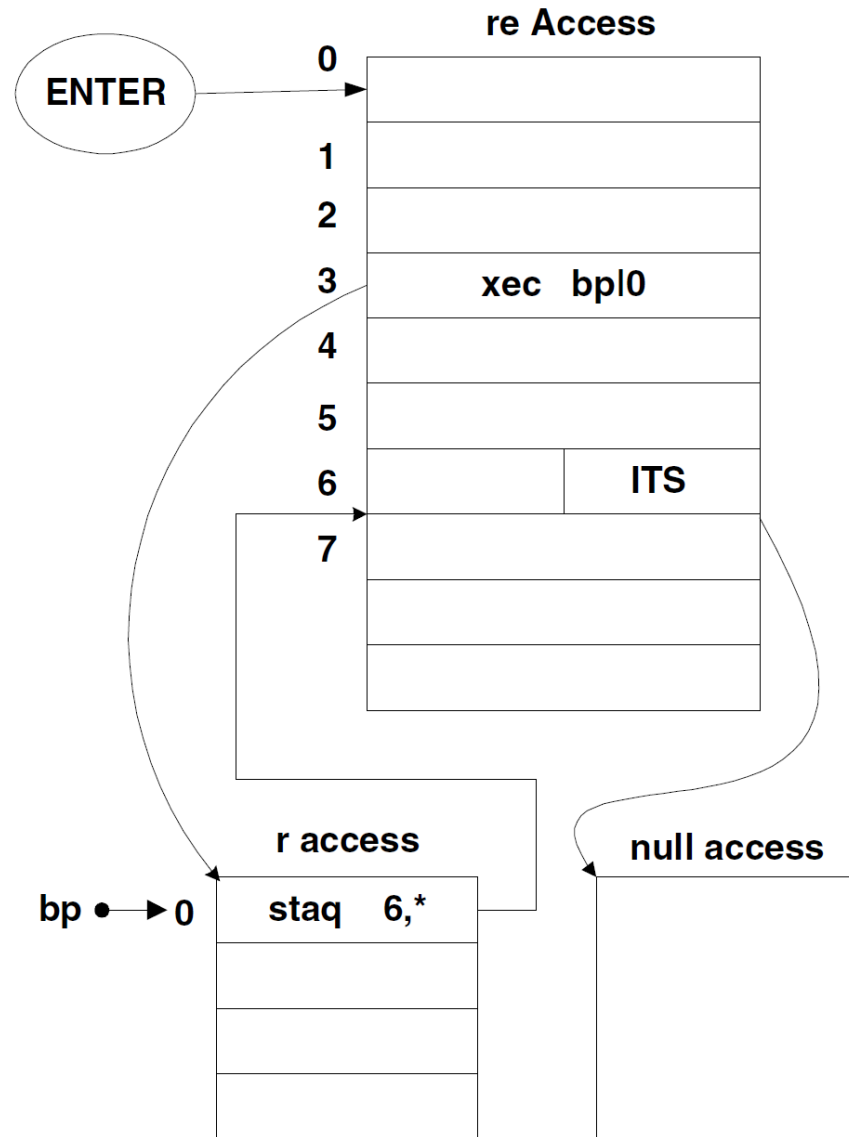 re Access
0
ENTER
1
2
3 xec bp|0
4
5
6 ITS
7
r access
null access
bp 0 staq 6,*